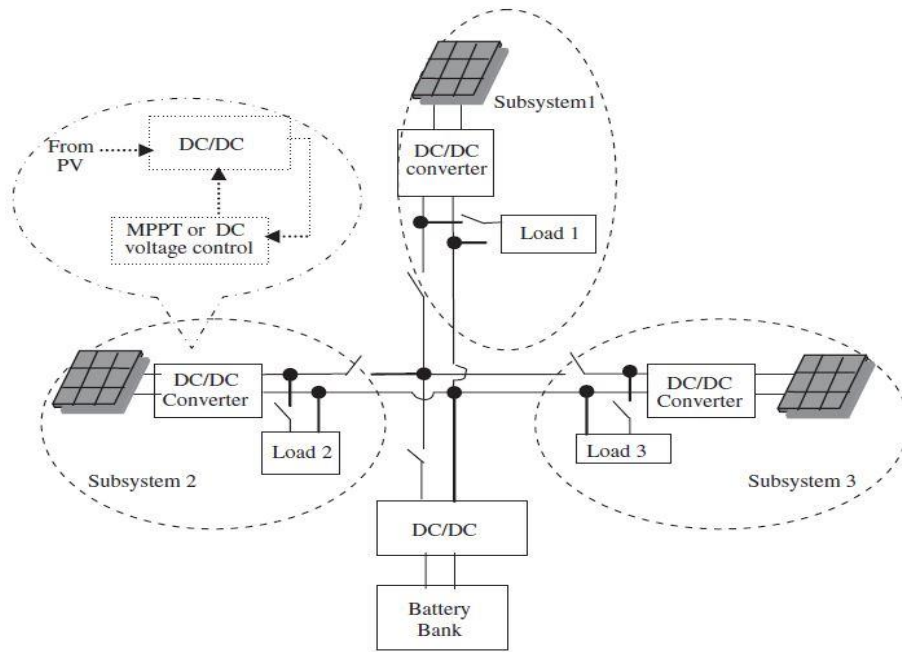 Subsystem1
DC/DC
converter
Load 1
From
PV
DC/DC
MPPT or DC
voltage control
DC/DC
Converter
Load 2
Subsystem 2
DC/DC
Converter
Load 3
Subsystem 3
DC/DC
Battery
Bank